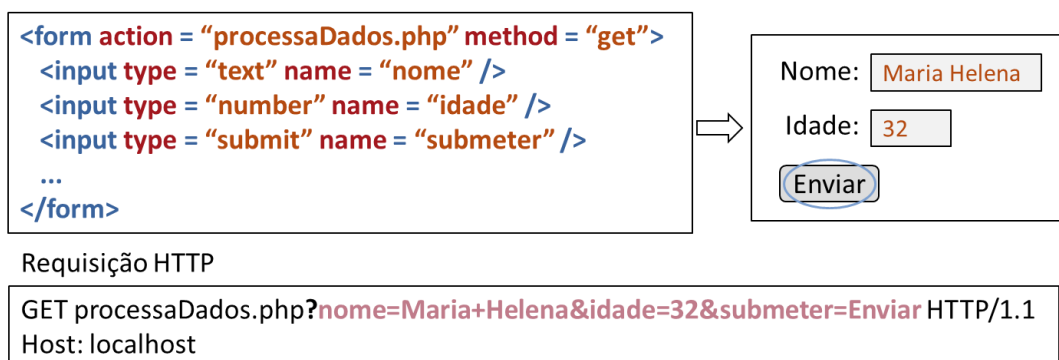 <form action = “processaDados.php” method = “get”>
<input type = “text” name = “nome” />
<input type = “number” name = “idade” />
<input type = “submit” name = “submeter” />
...
</form>
Nome: Maria Helena
Idade: 32
Enviar
Requisição HTTP
GET processaDados.php?nome=Maria+Helena&idade=32&submeter=Enviar HTTP/1.1
Host: localhost